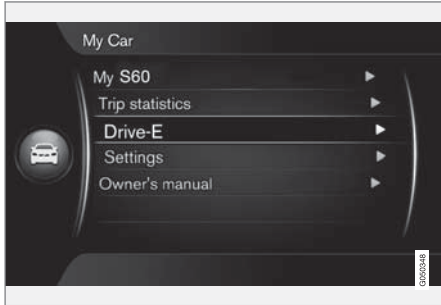 My Car
My S60
Trip statistics
Drive-E
Settings
Owner's manual
G050348